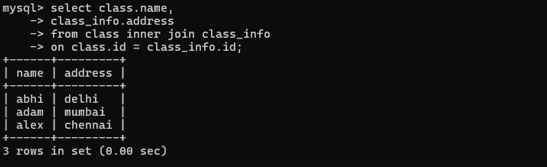 mysql> select class.name,
    -> class_info.address
    -> from class inner join class_info
    -> on class.id = class_info.id;
+------+---------+
| name | address |
+------+---------+
| abhi | delhi   |
| adam | mumbai  |
| alex | chennai |
+------+---------+
3 rows in set (0.00 sec)